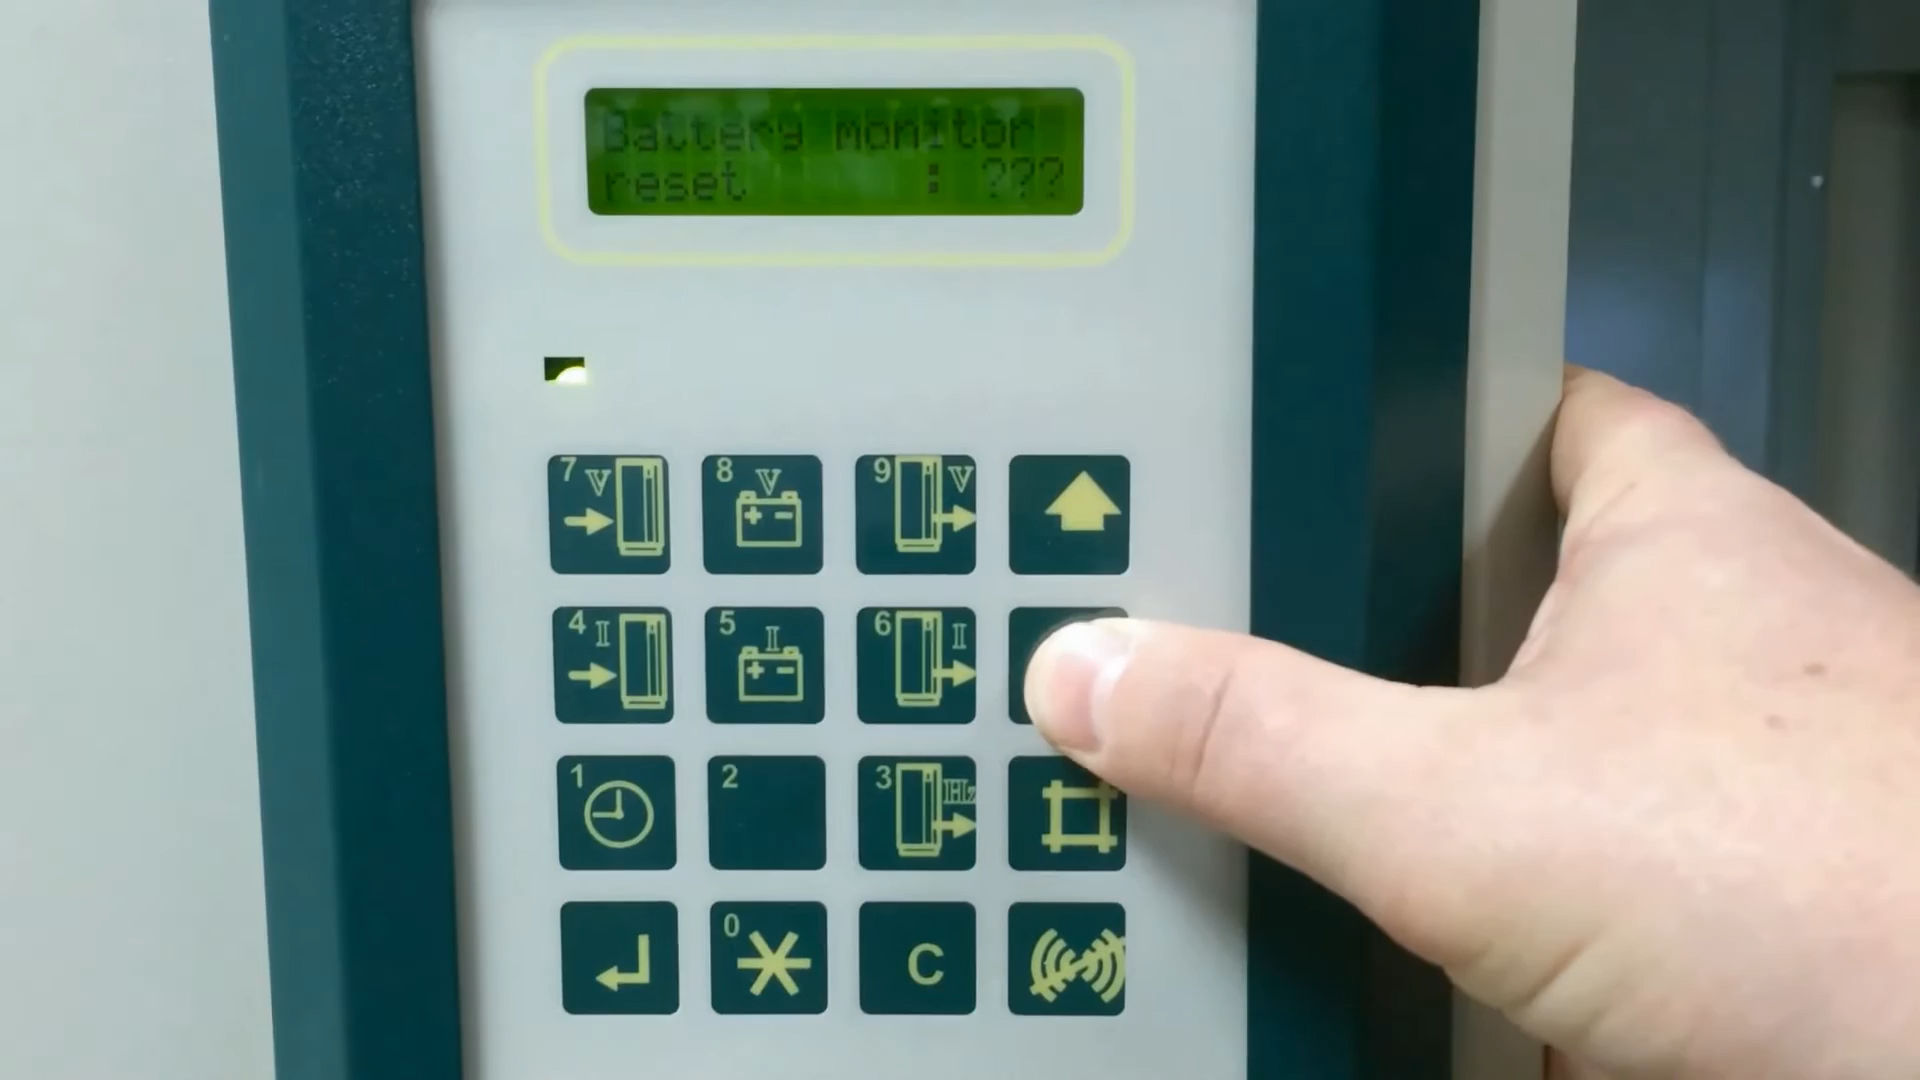 Battery monitor
reset : ???
7 V
8 V
9 V
4 I
5 I
6 I
1
2
3 Hz
0
C